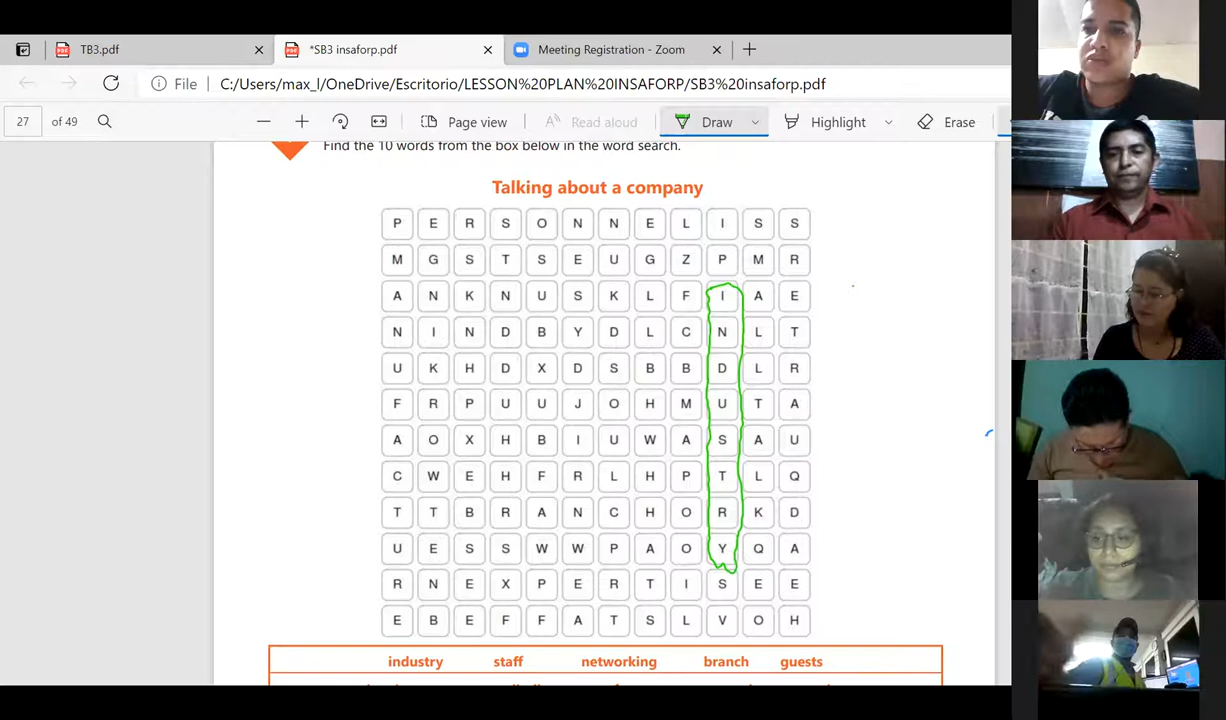 TB3.pdf
*SB3 insaforp.pdf
Meeting Registration - Zoom
File
C:/Users/max_l/OneDrive/Escritorio/LESSON%20PLAN%20INSAFORP/SB3%20insaforp.pdf
27 of 49
Page view
Read aloud
Draw
Highlight
Erase
Find the 10 words from the box below in the word search.
Talking about a company
P E R S O N N E L I S S
M G S T S E U G Z P M R
A N K N U S K L F I A E
N I N D B Y D L C N L T
U K H D X D S B B D L R
F R P U U J O H M U T A
A O X H B I U W A S A U
C W E H F R L H P T L Q
T T B R A N C H O R K D
U E S S W W P A O Y Q A
R N E X P E R T I S E E
E B E F F A T S L V O H
industry staff networking branch guests